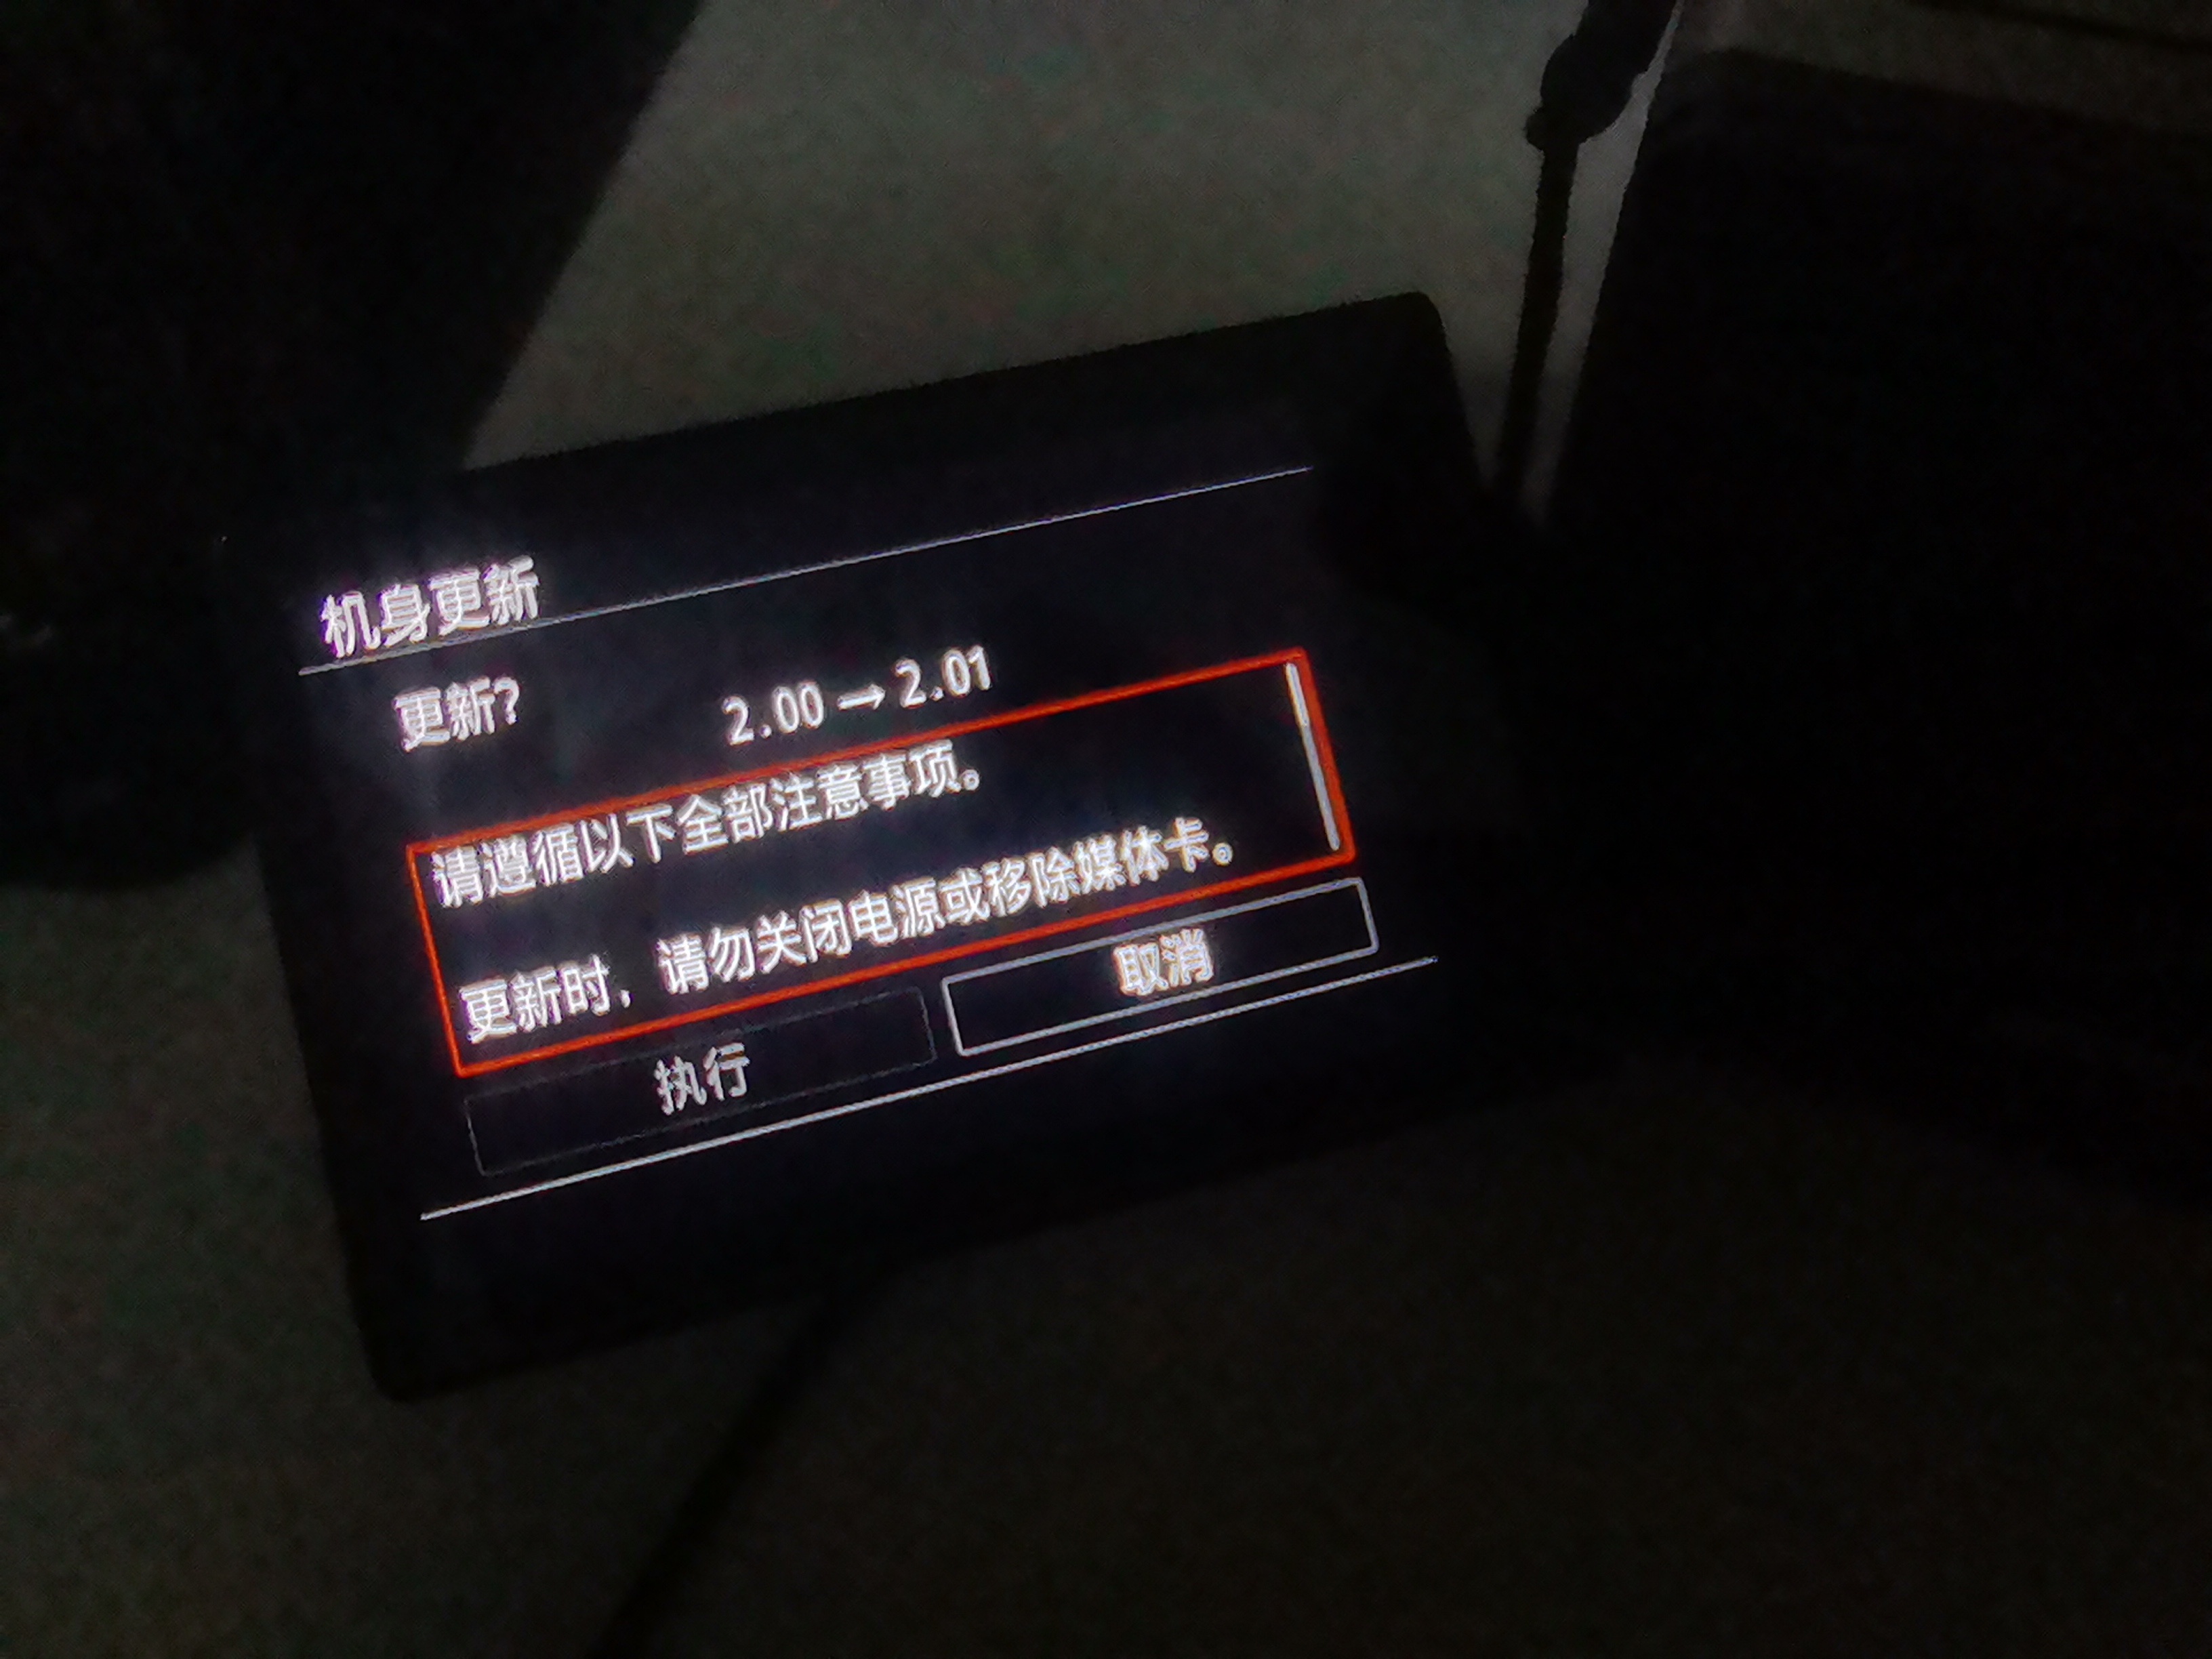 机身更新
更新? 2.00→2.01
请遵循以下全部注意事项。
更新时，请勿关闭电源或移除媒体卡。
执行 取消